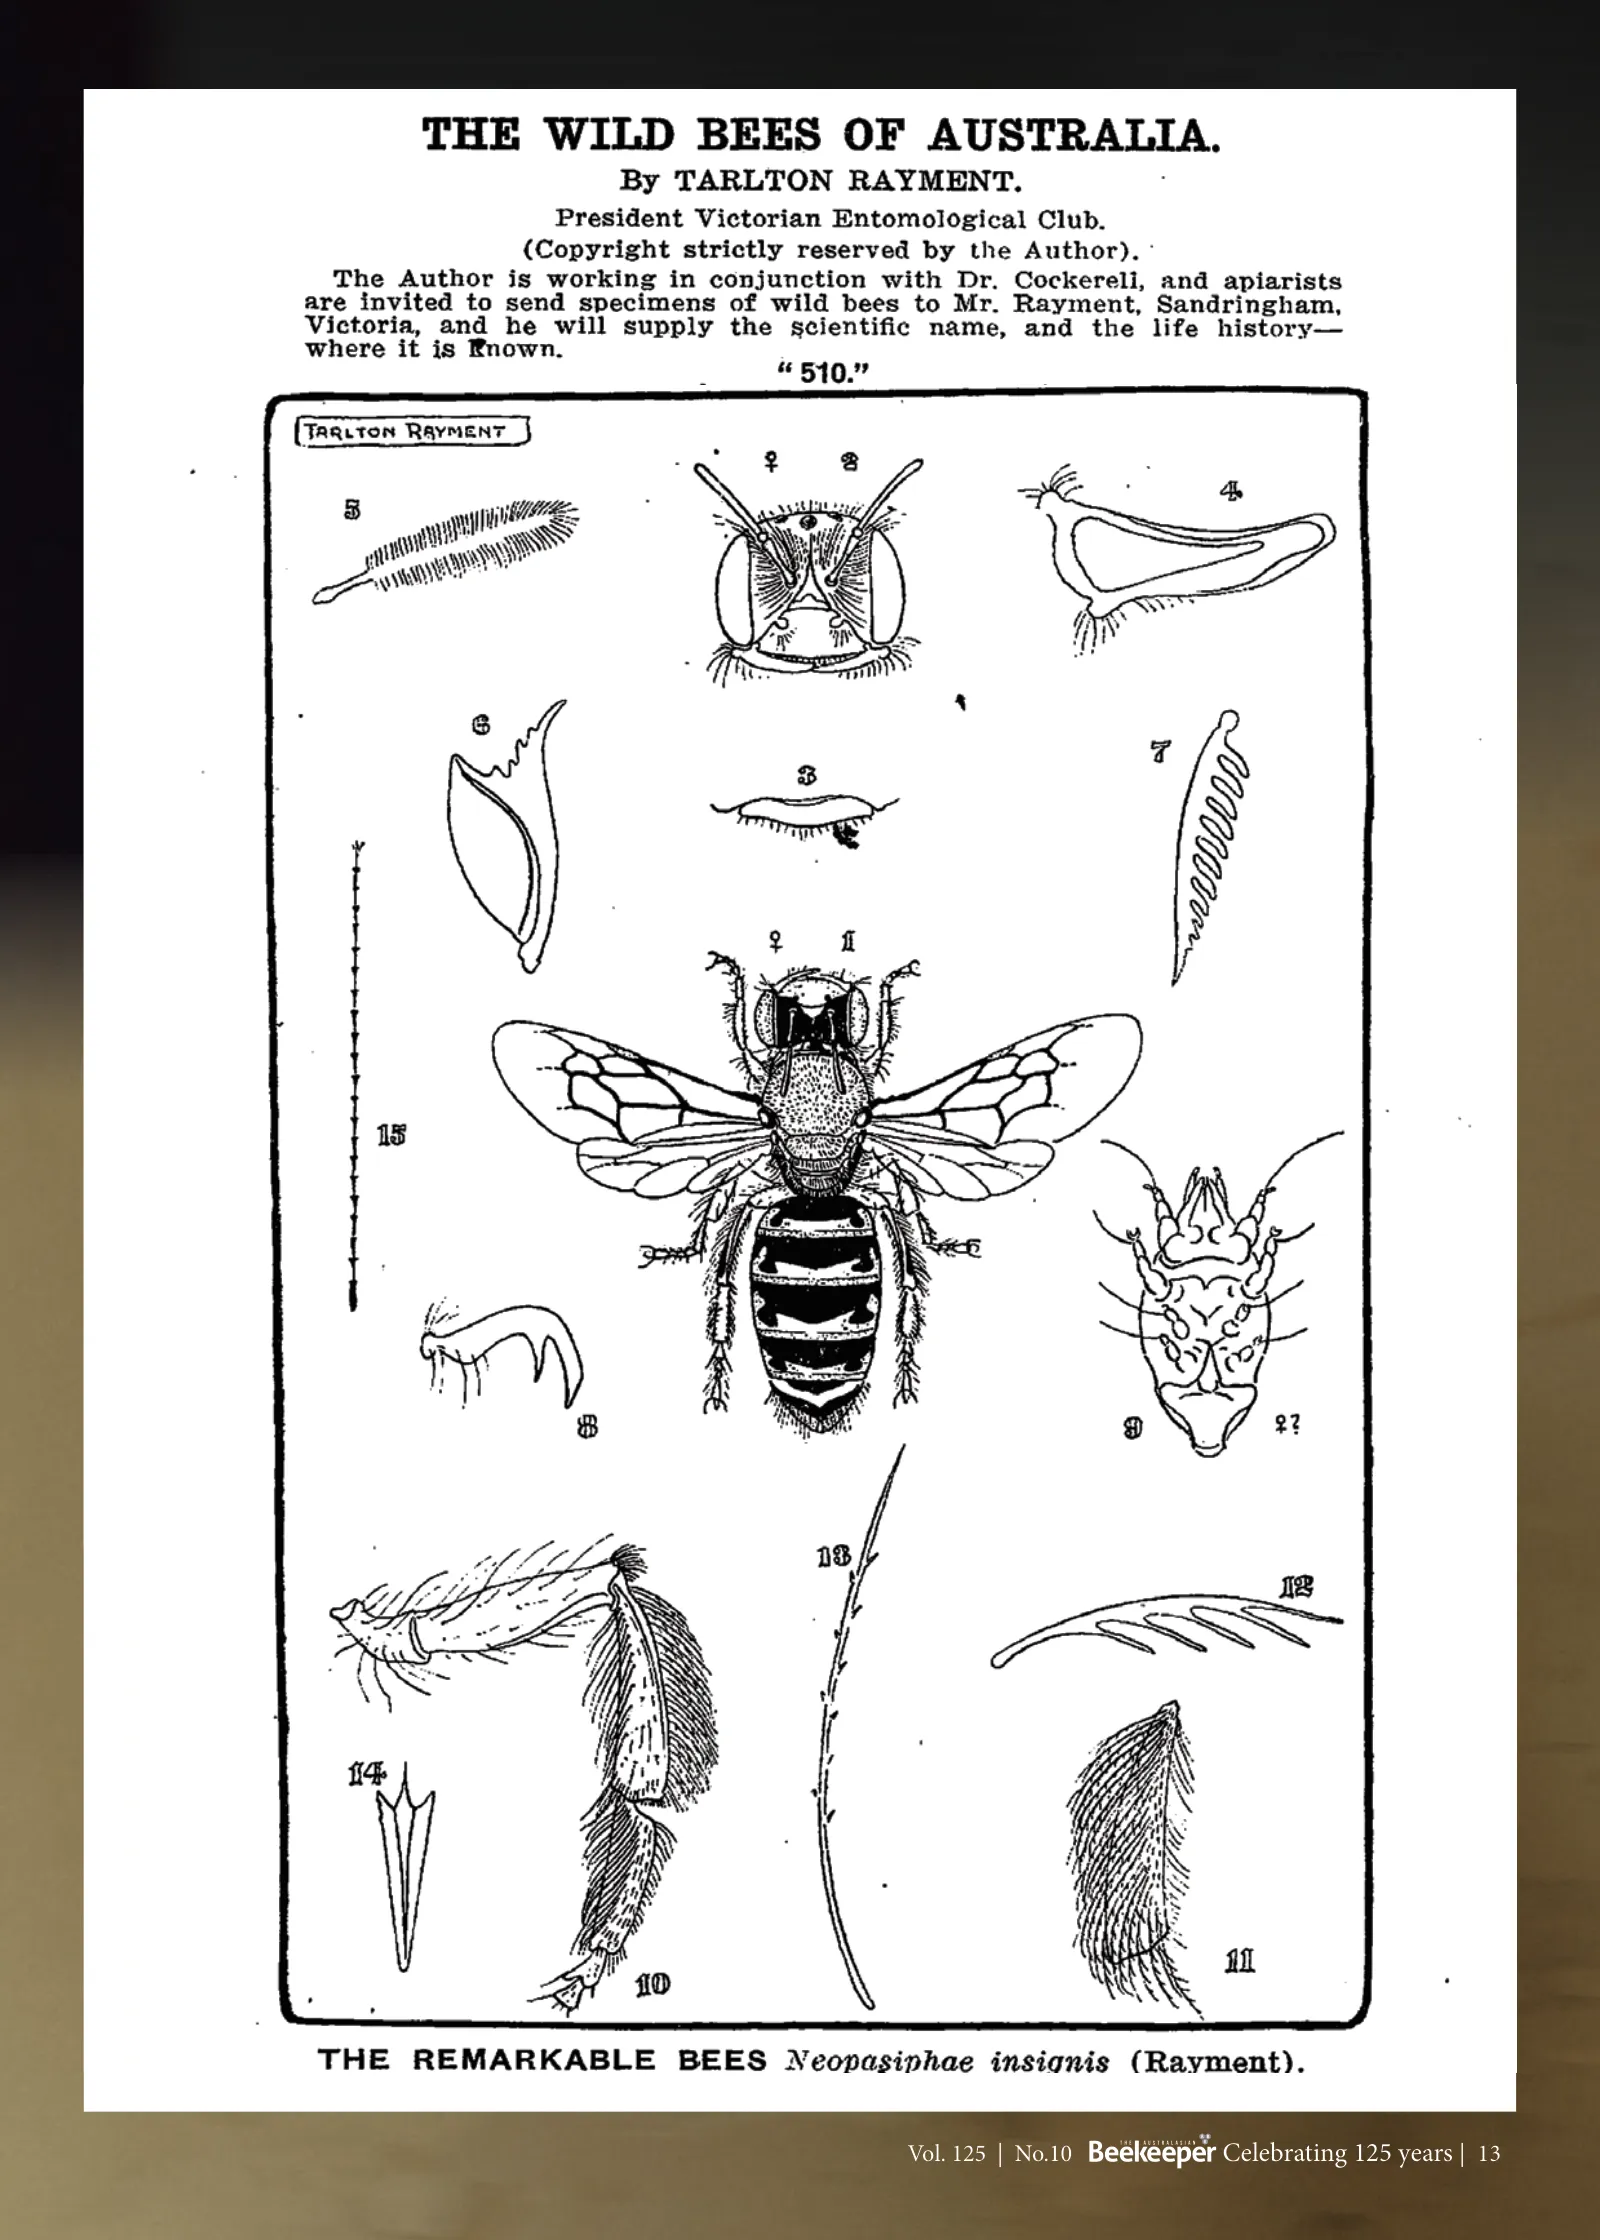 THE WILD BEES OF AUSTRALIA.
By TARLTON RAYMENT.
President Victorian Entomological Club.
(Copyright strictly reserved by the Author).
The Author is working in conjunction with Dr. Cockerell, and apiarists
are invited to send specimens of wild bees to Mr. Rayment, Sandringham,
Victoria, and he will supply the scientific name, and the life history—
where it is known.
“510.”
TARLTON RAYMENT
♀ 2
5
4
6
7
3
♀ 1
15
8
9 ♀?
13
12
14
10
11
THE REMARKABLE BEES Neopasiphae insignis (Rayment).
Vol. 125 | No.10 THE AUSTRALASIAN Beekeeper Celebrating 125 years | 13